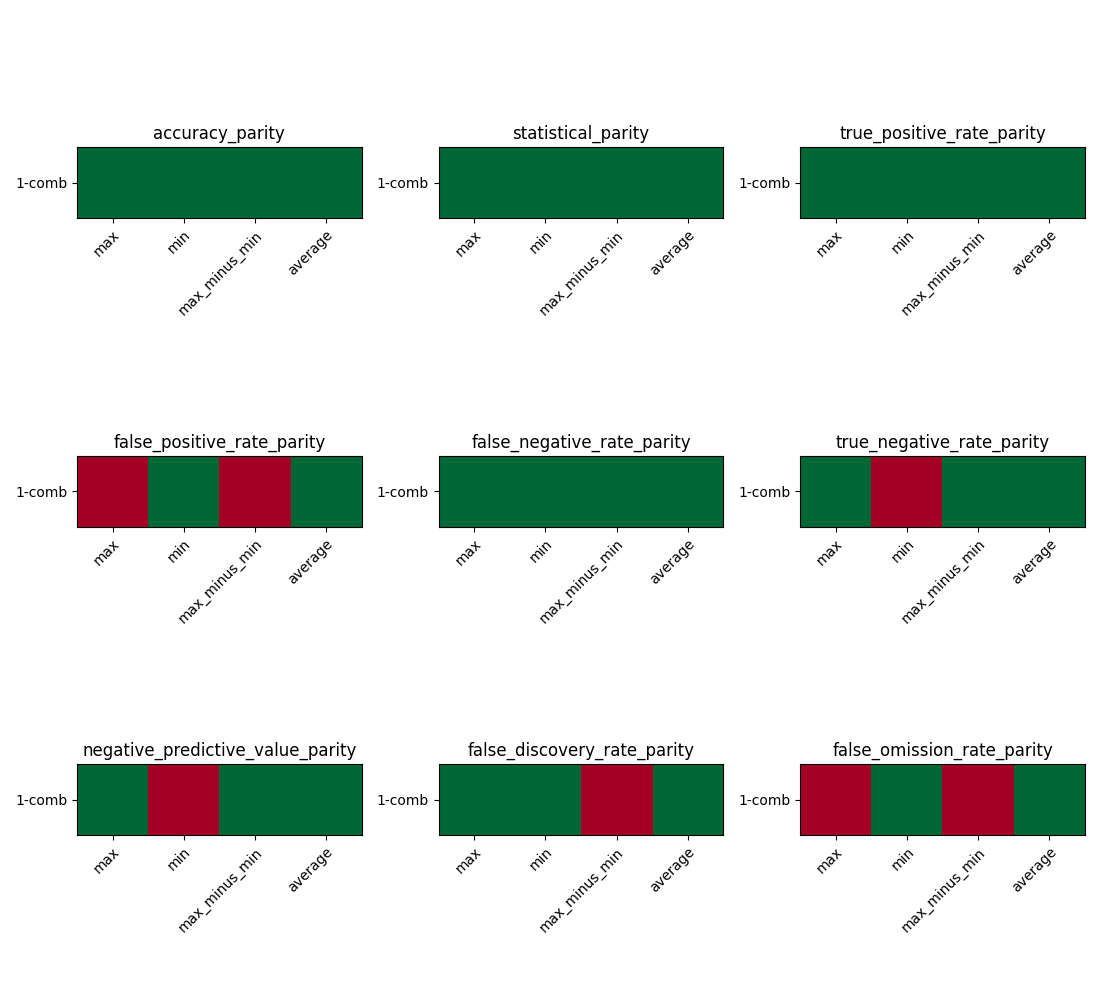 accuracy_parity statistical_parity true_positive_rate_parity
1-comb 1-comb 1-comb
max min max_minus_min average max min max_minus_min average max min max_minus_min average
false_positive_rate_parity false_negative_rate_parity true_negative_rate_parity
1-comb 1-comb 1-comb
max min max_minus_min average max min max_minus_min average max min max_minus_min average
negative_predictive_value_parity false_discovery_rate_parity false_omission_rate_parity
1-comb 1-comb 1-comb
max min max_minus_min average max min max_minus_min average max min max_minus_min average